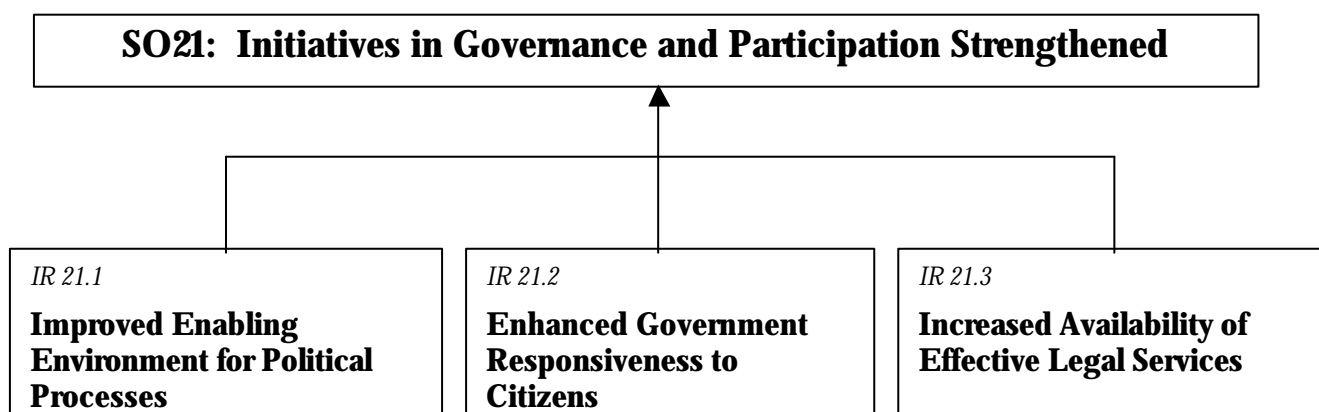 SO21: Initiatives in Governance and Participation Strengthened
IR 21.1
Improved Enabling
Environment for Political
Processes
IR 21.2
Enhanced Government
Responsiveness to
Citizens
IR 21.3
Increased Availability of
Effective Legal Services